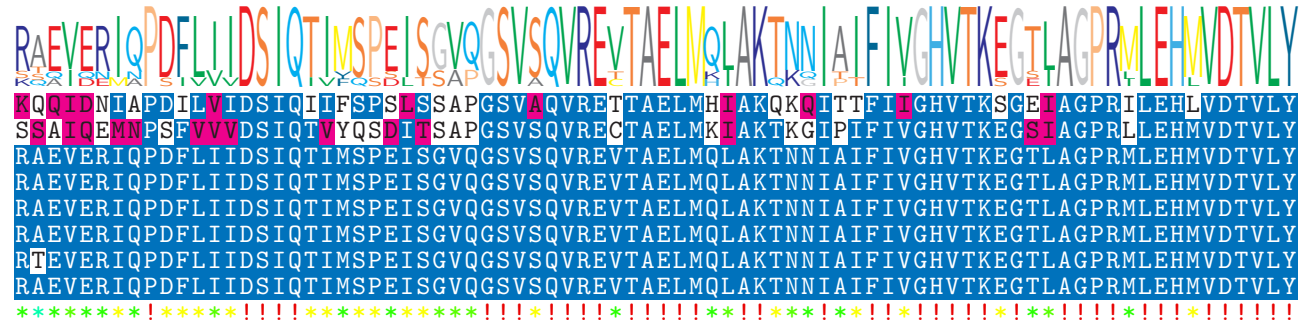 RAEVERIQPDFLIIDSIQTIMSPEISGVQGSVSQVREVTAELMQLAKTNNIAIFIVGHVTKEGTLAGPRMLEHMVDTVLY
KQQIDNIAPDILVIDSIQIIFSPSLSSAPGSVAQVRETTAELMHIAKQKQITTFIIGHVTKSGEIAGPRILEHLVDTVLY
SSAIQEMNPSFVVVDSIQTVYQSDITSAPGSVSQVRECTAELMKIAKTKGIPIFIVGHVTKEGSIAGPRLLEHMVDTVLY
RAEVERIQPDFLIIDSIQTIMSPEISGVQGSVSQVREVTAELMQLAKTNNIAIFIVGHVTKEGTLAGPRMLEHMVDTVLY
RAEVERIQPDFLIIDSIQTIMSPEISGVQGSVSQVREVTAELMQLAKTNNIAIFIVGHVTKEGTLAGPRMLEHMVDTVLY
RAEVERIQPDFLIIDSIQTIMSPEISGVQGSVSQVREVTAELMQLAKTNNIAIFIVGHVTKEGTLAGPRMLEHMVDTVLY
RAEVERIQPDFLIIDSIQTIMSPEISGVQGSVSQVREVTAELMQLAKTNNIAIFIVGHVTKEGTLAGPRMLEHMVDTVLY
RTEVERIQPDFLIIDSIQTIMSPEISGVQGSVSQVREVTAELMQLAKTNNIAIFIVGHVTKEGTLAGPRMLEHMVDTVLY
RAEVERIQPDFLIIDSIQTIMSPEISGVQGSVSQVREVTAELMQLAKTNNIAIFIVGHVTKEGTLAGPRMLEHMVDTVLY
********!*****!!!!***********!!!*!!!!*!!!!!**!!***!**!!*!!!!!*!**!!!!*!!!*!!!!!!